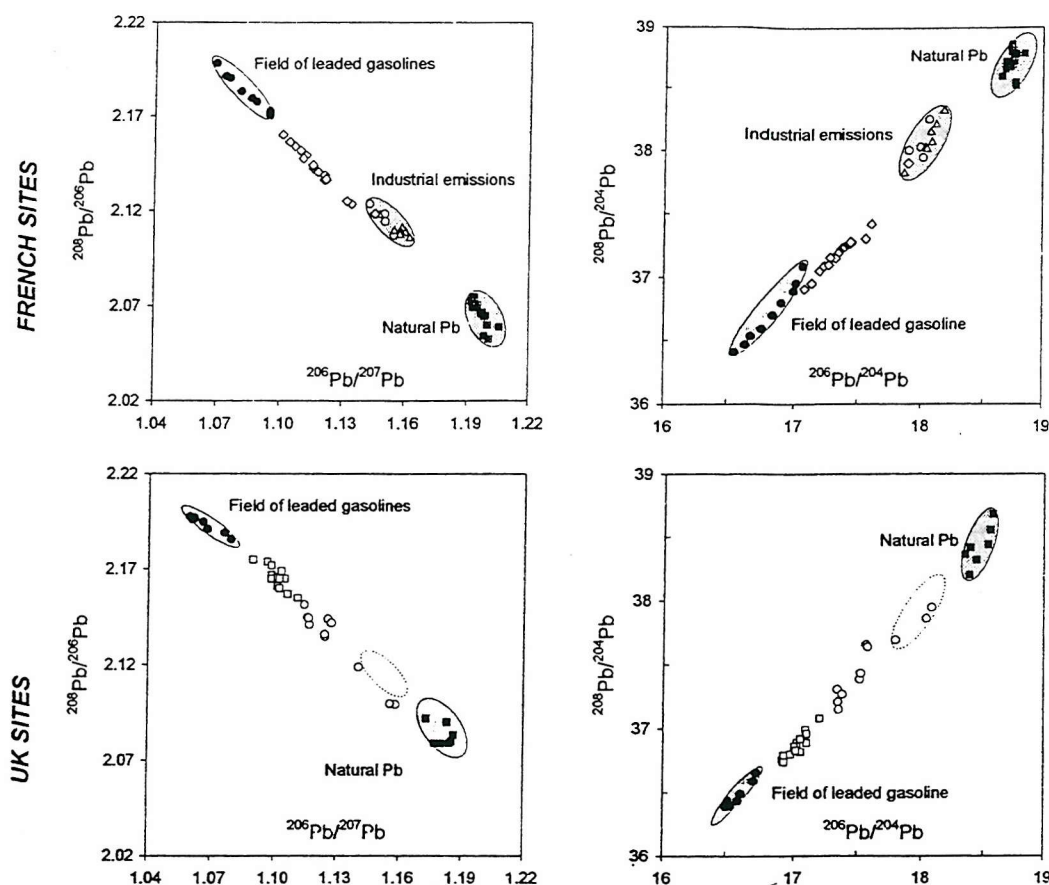 FRENCH SITES
2.22
2.17
2.12
2.07
2.02
²⁰⁸Pb/²⁰⁶Pb
Field of leaded gasolines
Industrial emissions
Natural Pb
²⁰⁶Pb/²⁰⁷Pb
1.04 1.07 1.10 1.13 1.16 1.19 1.22
39
38
37
36
²⁰⁸Pb/²⁰⁴Pb
Natural Pb
Industrial emissions
Field of leaded gasoline
²⁰⁶Pb/²⁰⁴Pb
16 17 18 19
UK SITES
2.22
2.17
2.12
2.07
2.02
²⁰⁸Pb/²⁰⁶Pb
Field of leaded gasolines
Natural Pb
²⁰⁶Pb/²⁰⁷Pb
1.04 1.07 1.10 1.13 1.16 1.19 1.22
39
38
37
36
²⁰⁸Pb/²⁰⁴Pb
Natural Pb
Field of leaded gasoline
²⁰⁶Pb/²⁰⁴Pb
16 17 18 19